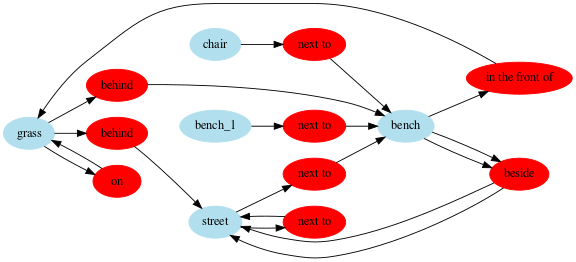 chair
next to
in the front of
behind
grass
behind
bench_1
next to
bench
on
next to
beside
street
next to